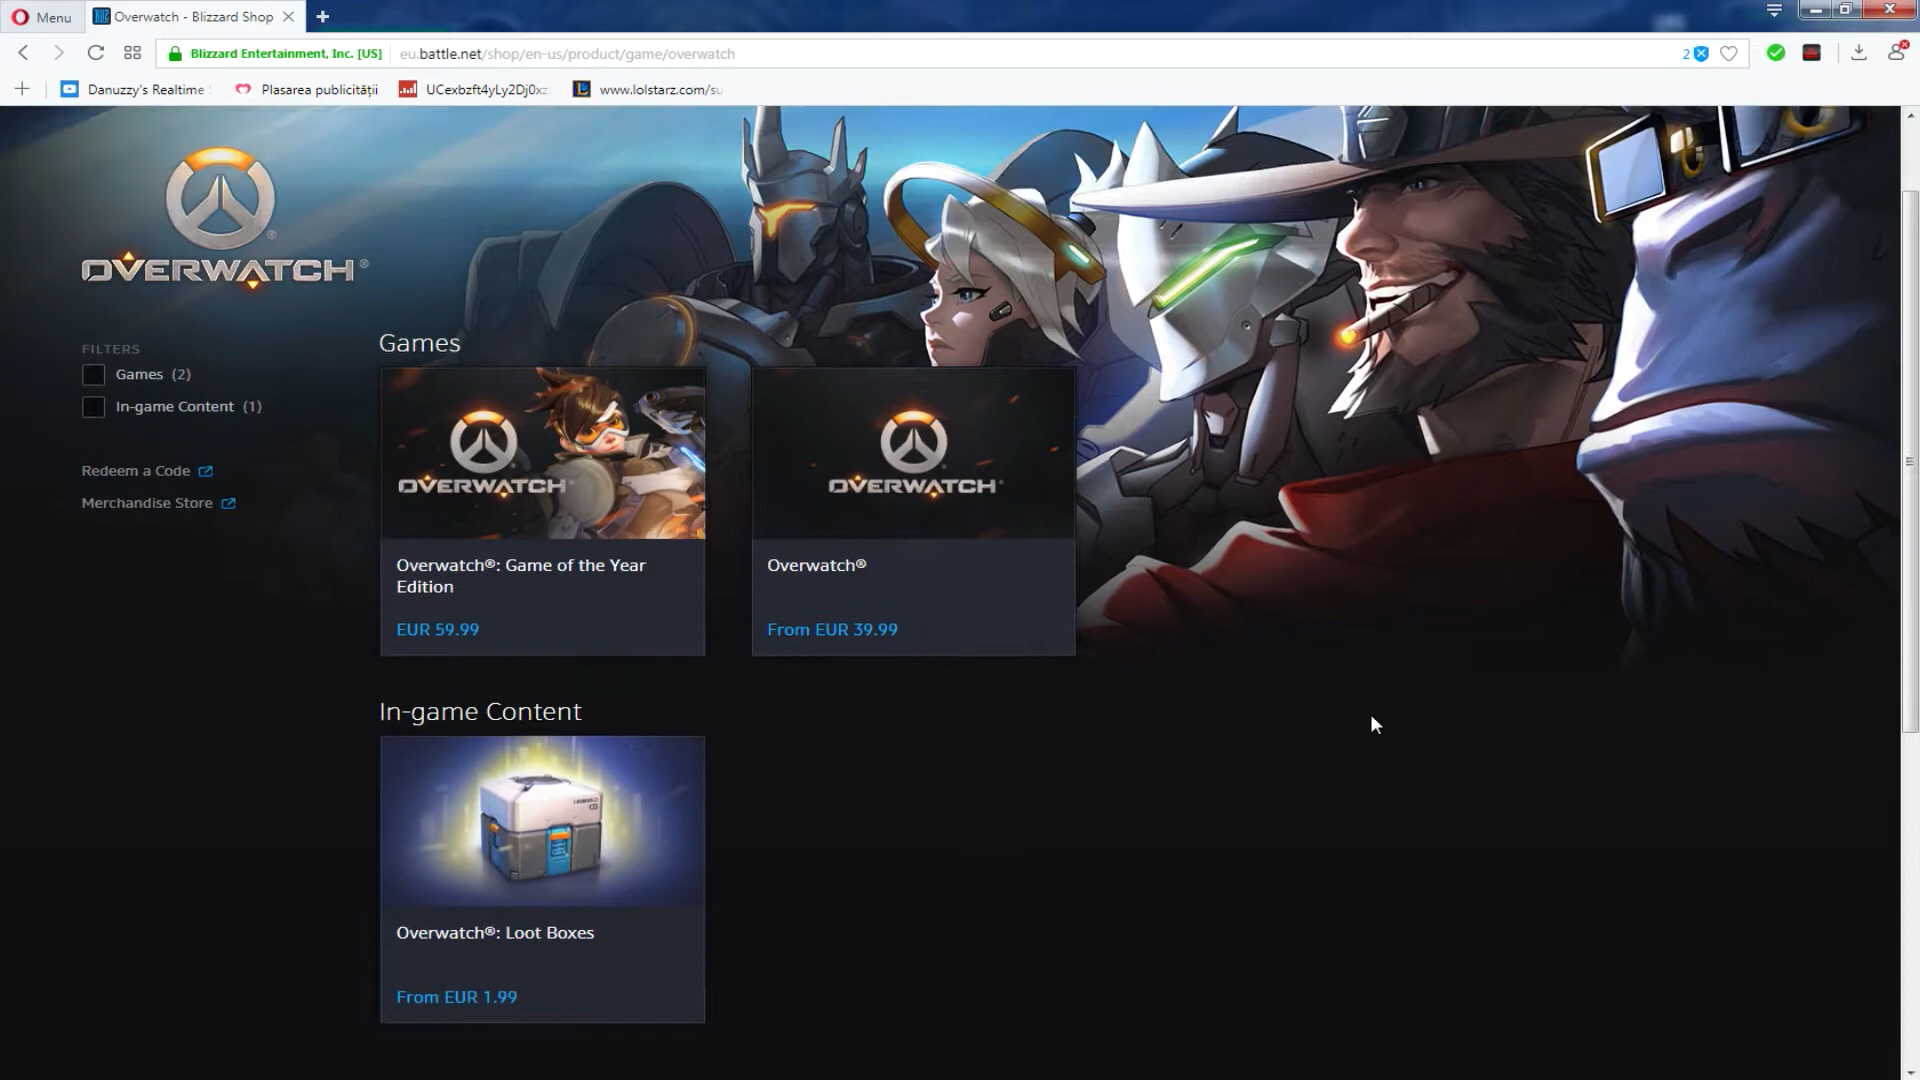 Menu
Overwatch - Blizzard Shop
Blizzard Entertainment, Inc. [US]
eu.battle.net/shop/en-us/product/game/overwatch
2
Danuzzy's Realtime
Plasarea publicității
UCexbzft4yLy2Dj0xz
www.lolstarz.com/su
OVERWATCH®
FILTERS
Games (2)
In-game Content (1)
Redeem a Code
Merchandise Store
Games
OVERWATCH
OVERWATCH
Overwatch®: Game of the Year
Edition
EUR 59.99
Overwatch®
From EUR 39.99
In-game Content
Overwatch®: Loot Boxes
From EUR 1.99